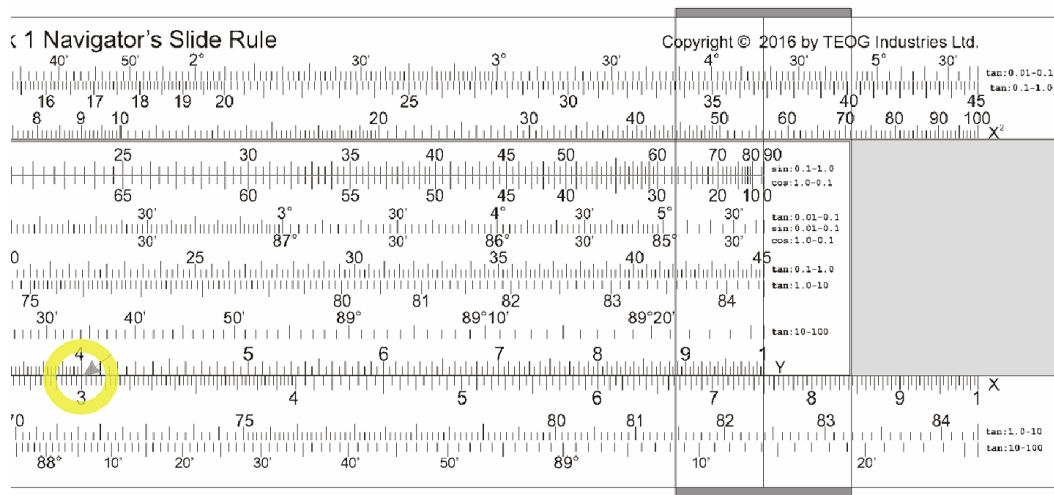 k 1 Navigator's Slide Rule
Copyright © 2016 by TEOG Industries Ltd.
40' 50' 2° 30' 3° 30' 4° 30' 5° 30' tan:0.01-0.1
16 17 18 19 20 25 30 35 40 45 tan:0.1-1.0
8 9 10 20 30 40 50 60 70 80 90 100 X²
25 30 35 40 45 50 60 70 80 90 sin:0.1-1.0
65 60 55 50 45 40 30 20 10 0 cos:1.0-0.1
30' 3° 30' 4° 30' 5° 30' tan:0.01-0.1
sin:0.01-0.1
30' 87° 30' 86° 30' 85° 30' cos:1.0-0.1
0 25 30 35 40 45 tan:0.1-1.0
75 80 81 82 83 84 tan:1.0-10
30' 40' 50' 89° 89°10' 89°20' tan:10-100
4 5 6 7 8 9 1 Y
3 4 5 6 7 8 9 1 X
70 75 80 81 82 83 84 tan:1.0-10
88° 10' 20' 30' 40' 50' 89° 10' 20' tan:10-100